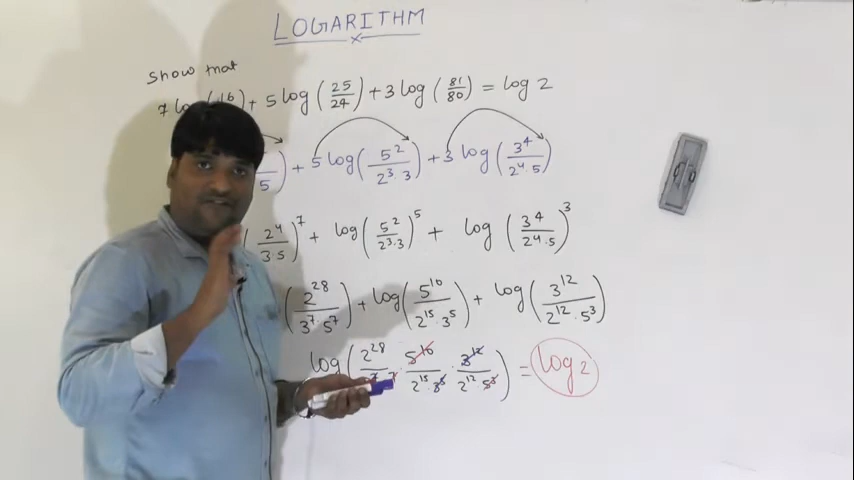 LOGARITHM
Show that
7 log (16) + 5 log (25/24) + 3 log (81/80) = log 2
5) + 5 log (5²/2³·3) + 3 log (3⁴/2⁴·5)
(2⁴/3·5)⁷ + log (5²/2³·3)⁵ + log (3⁴/2⁴·5)³
(2²⁸/3⁷·5⁷) + log (5¹⁰/2¹⁵·3⁵) + log (3¹²/2¹²·5³)
log (2²⁸/7 7 · 5¹⁰/2¹⁵·3⁵ · 3¹²/2¹²·5³) = log 2